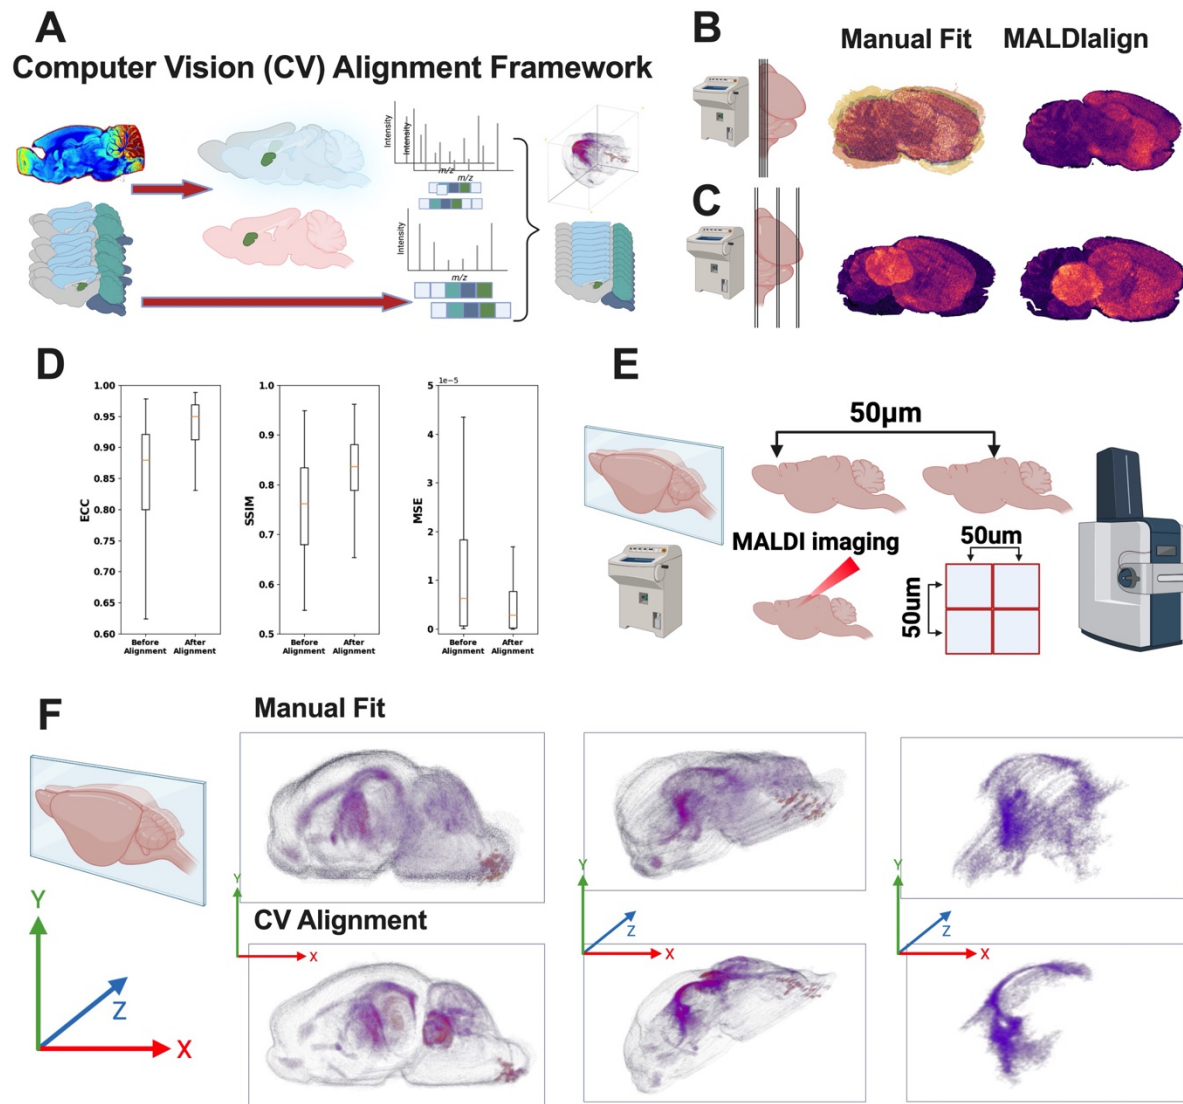 A
Computer Vision (CV) Alignment Framework
Intensity
Intensity
m/z
m/z
Intensity
m/z
B
Manual Fit
MALDIalign
C
D
1.00
0.95
0.90
0.85
0.80
0.75
0.70
0.65
0.60
ECC
Before
Alignment
After
Alignment
1.0
0.9
0.8
0.7
0.6
0.5
SSIM
Before
Alignment
After
Alignment
1e−5
5
4
3
2
1
0
MSE
Before
Alignment
After
Alignment
E
50μm
MALDI imaging
50um
50um
F
Manual Fit
Y
Z
X
Y
X
Y
Z
X
Y
Z
X
CV Alignment